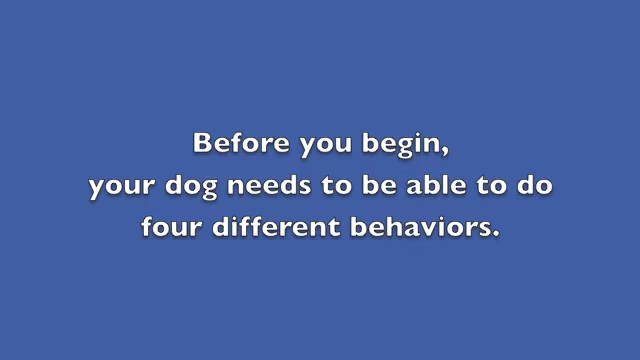 Before you begin,
your dog needs to be able to do
four different behaviors.